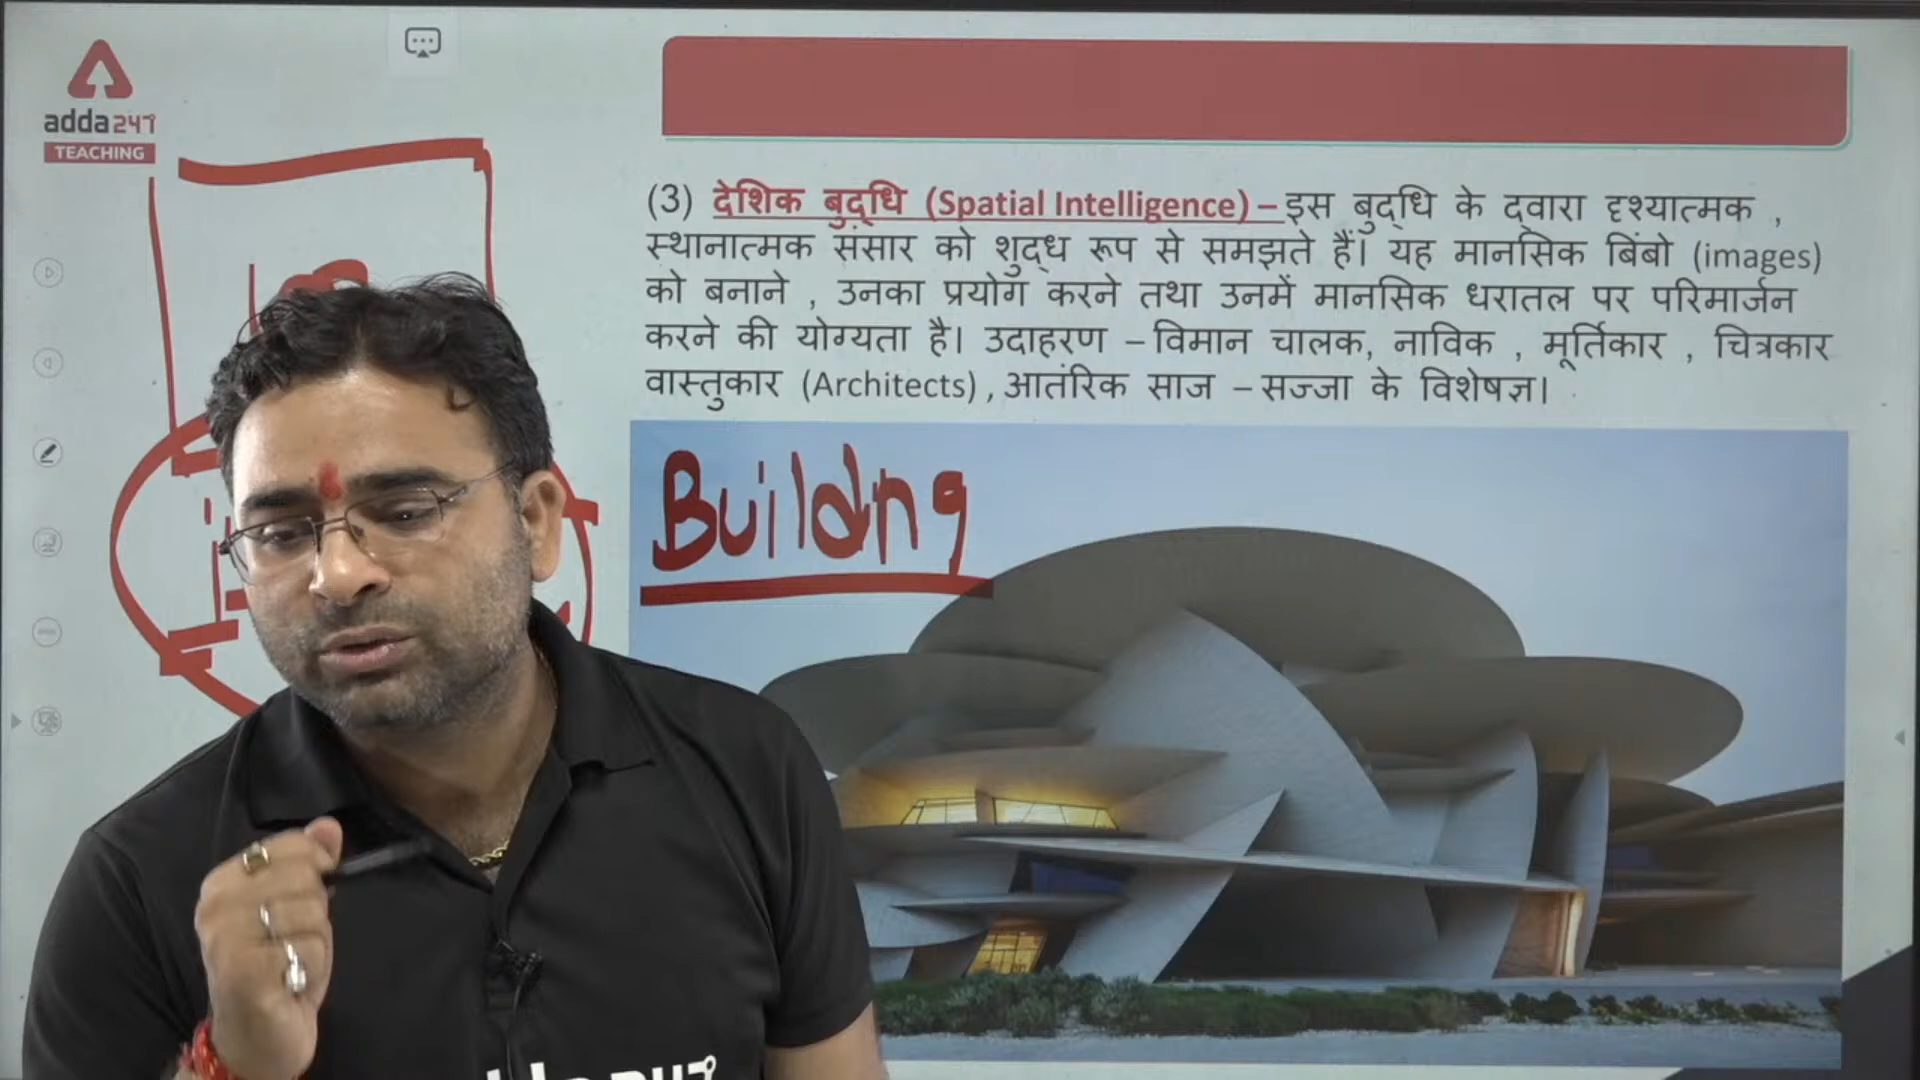 adda247
TEACHING
(3) देशिक बुद्धि (Spatial Intelligence) – इस बुद्धि के द्वारा दृश्यात्मक ,
स्थानात्मक संसार को शुद्ध रूप से समझते हैं। यह मानसिक बिंबो (images)
को बनाने , उनका प्रयोग करने तथा उनमें मानसिक धरातल पर परिमार्जन
करने की योग्यता है। उदाहरण – विमान चालक, नाविक , मूर्तिकार , चित्रकार
वास्तुकार (Architects) , आतंरिक साज – सज्जा के विशेषज्ञ।
Buildng